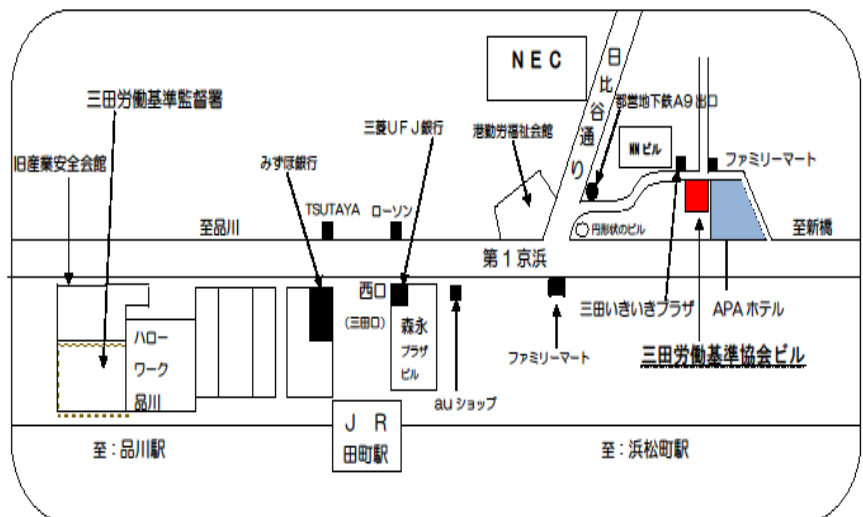 NEC
日比谷通り
三田労働基準監督署
都営地下鉄A9出口
三菱UFJ銀行
港勤労福祉会館
NNビル
ファミリーマート
旧産業安全会館
みずほ銀行
TSUTAYA
ローソン
至品川
円形状のビル
至新橋
第1京浜
西口
(三田口)
三田いきいきプラザ
APAホテル
森永
プラザ
ビル
ハロー
ワーク
品川
ファミリーマート
三田労働基準協会ビル
auショップ
JR
田町駅
至:品川駅
至:浜松町駅